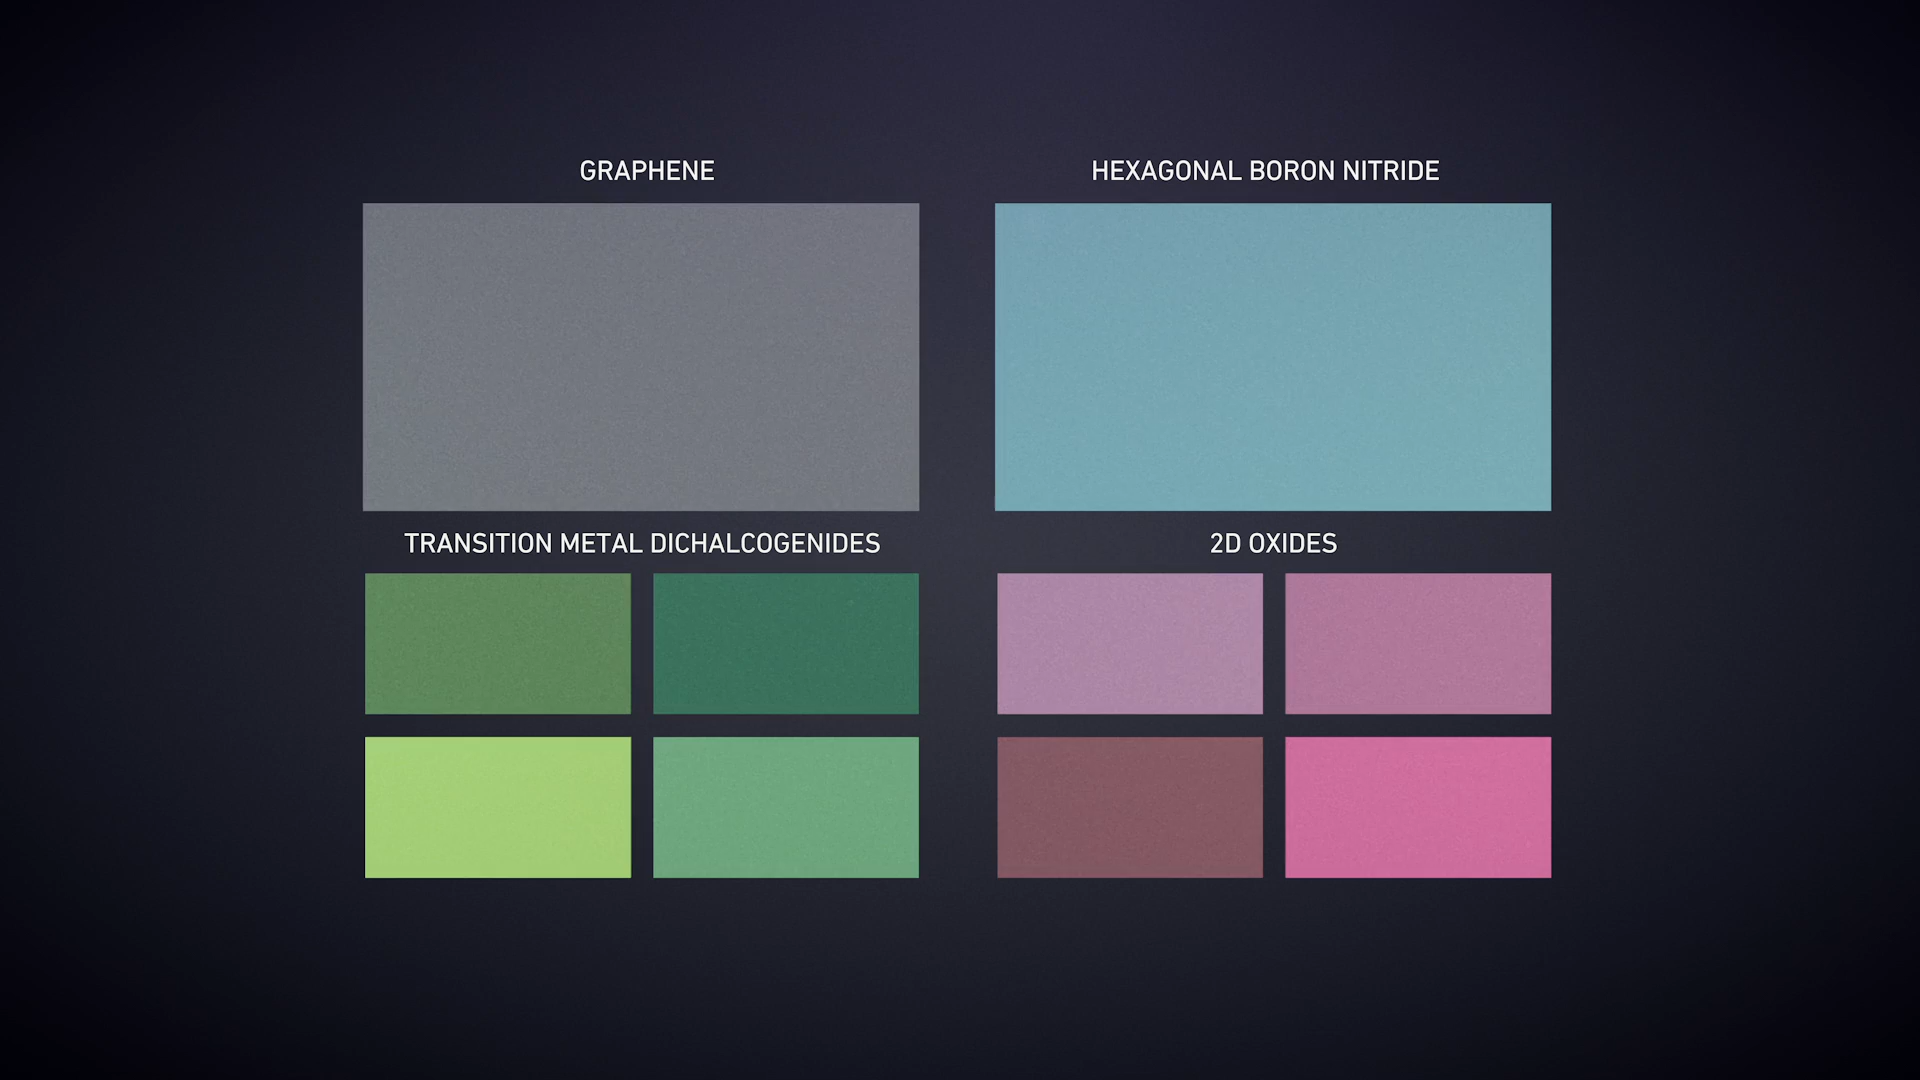 GRAPHENE
HEXAGONAL BORON NITRIDE
TRANSITION METAL DICHALCOGENIDES
2D OXIDES